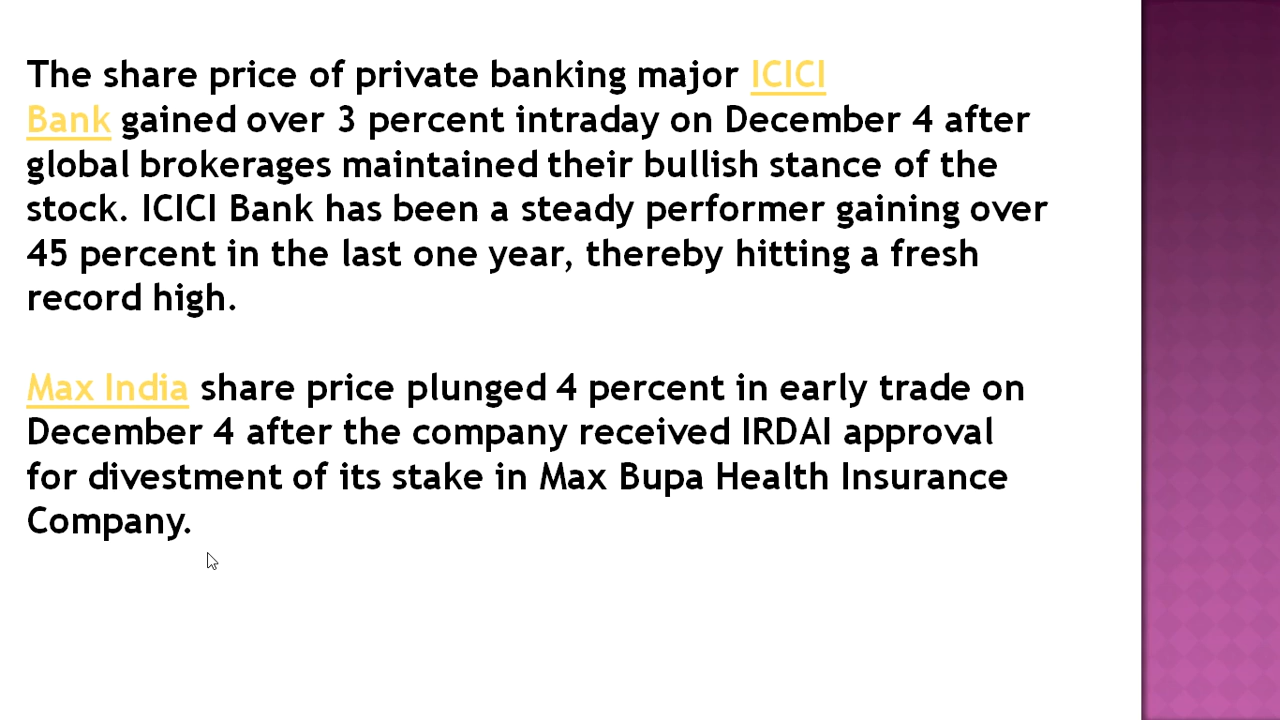 The share price of private banking major ICICI
Bank gained over 3 percent intraday on December 4 after
global brokerages maintained their bullish stance of the
stock. ICICI Bank has been a steady performer gaining over
45 percent in the last one year, thereby hitting a fresh
record high.
Max India share price plunged 4 percent in early trade on
December 4 after the company received IRDAI approval
for divestment of its stake in Max Bupa Health Insurance
Company.